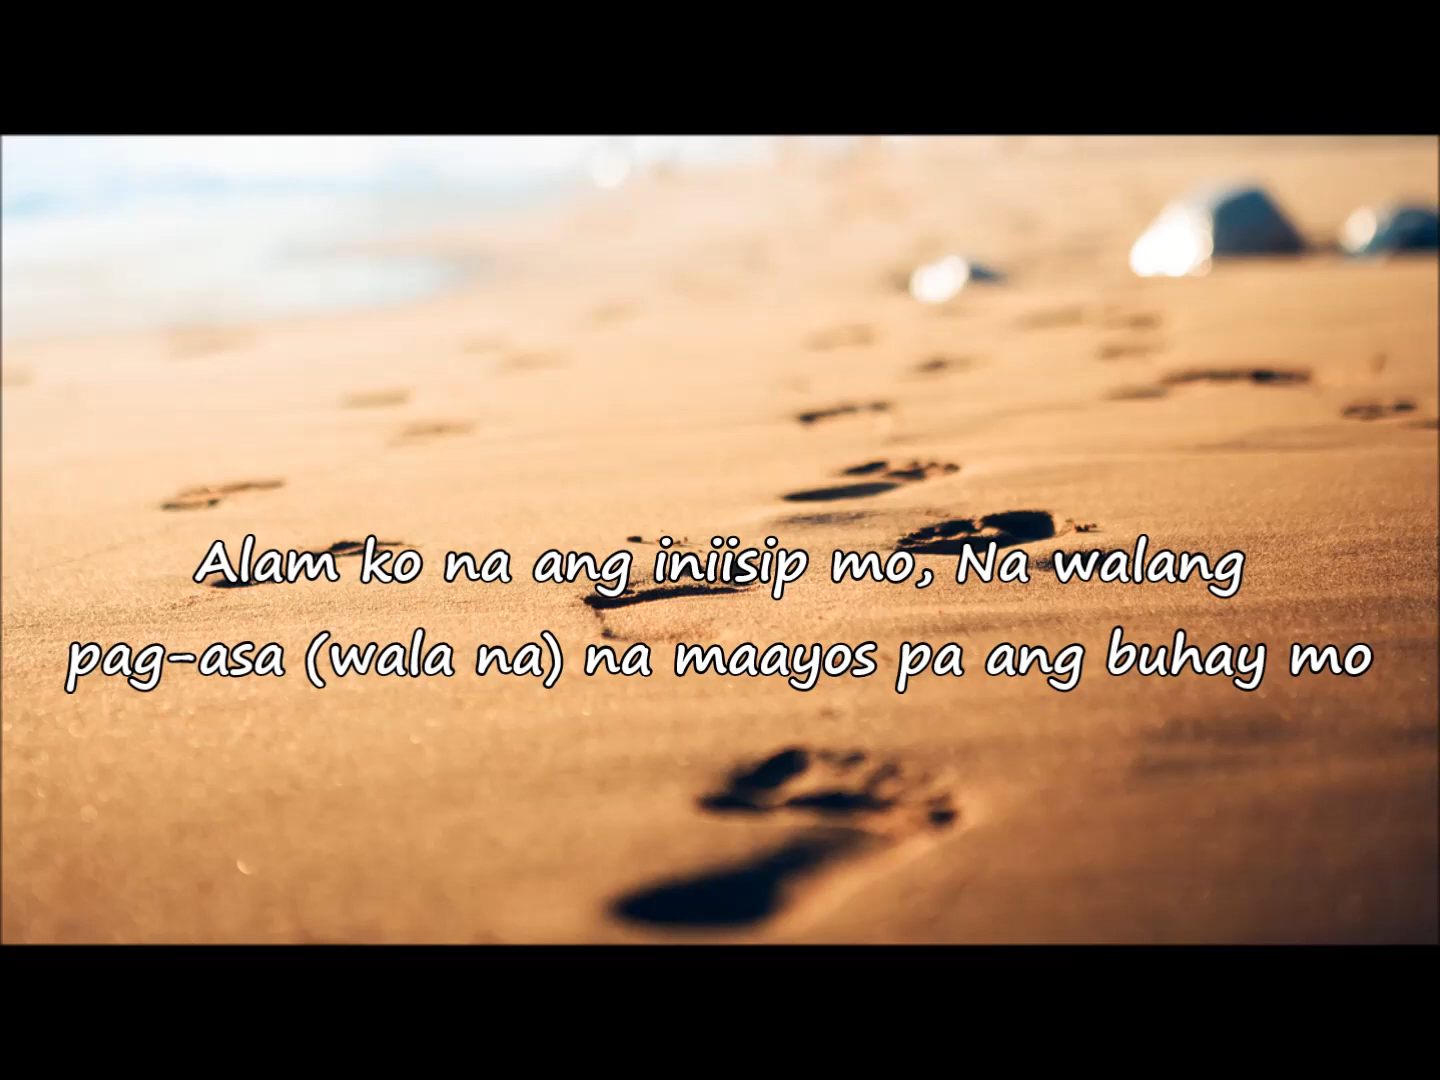 Alam ko na ang iniisip mo, Na walang
pag-asa (wala na) na maayos pa ang buhay mo